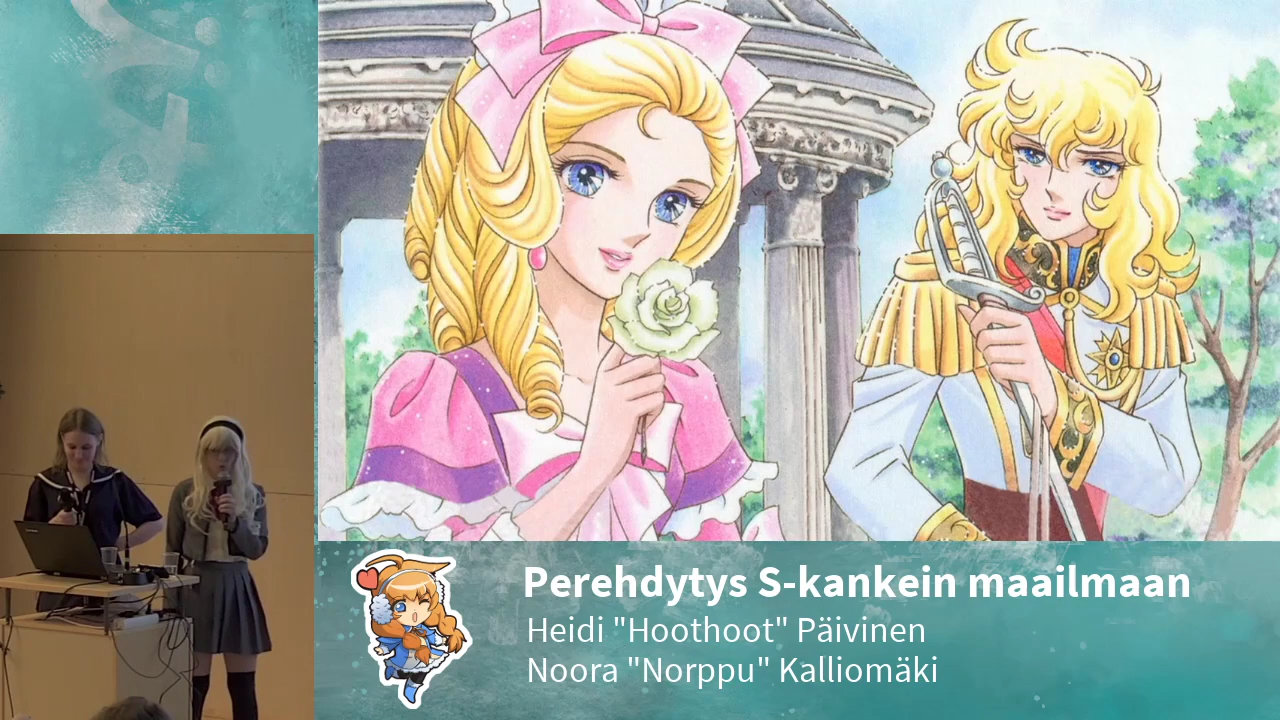 Perehdytys S-kankein maailmaan
Heidi "Hoothoot" Päivinen
Noora "Norppu" Kalliomäki